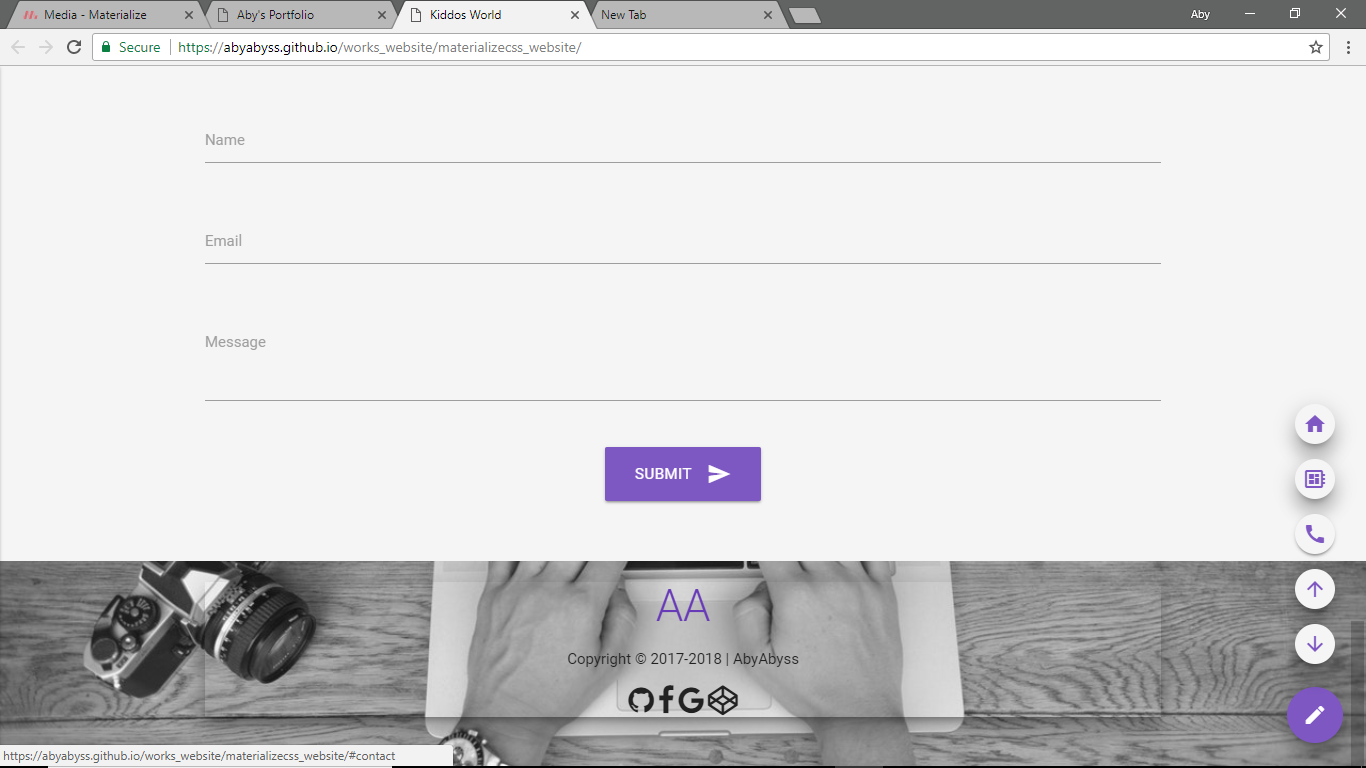 Media - Materialize
Aby's Portfolio
Kiddos World
New Tab
Aby
Secure
https://abyabyss.github.io/works_website/materializecss_website/
Name
Email
Message
SUBMIT
AA
Copyright © 2017-2018 | AbyAbyss
https://abyabyss.github.io/works_website/materializecss_website/#contact